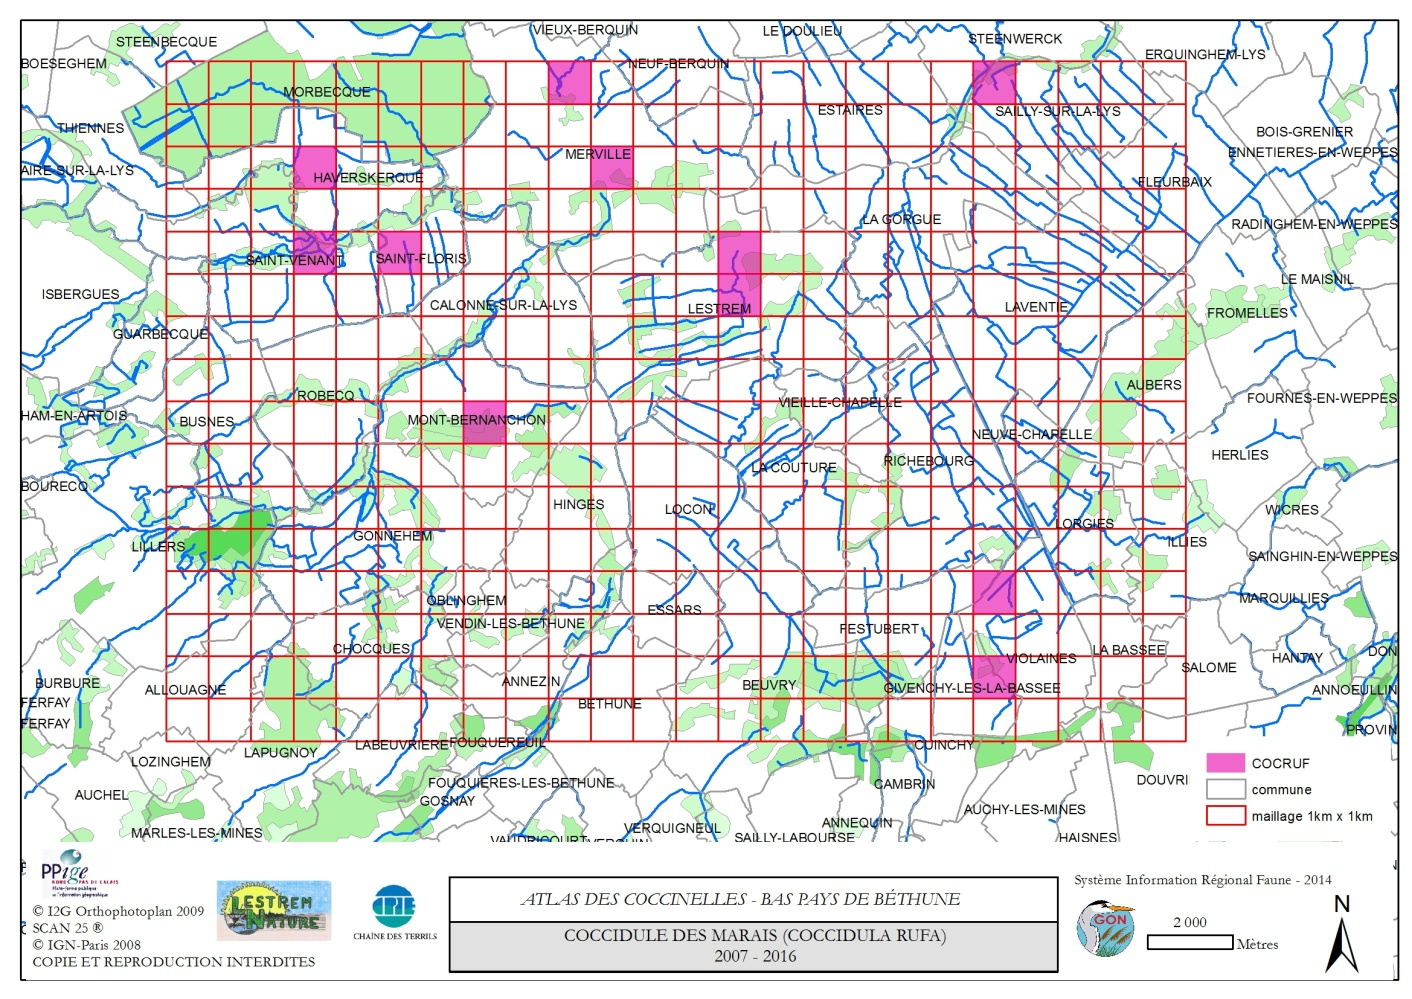 STEENBECQUE
VIEUX-BERQUIN
LE DOULIEU
STEENWERCK
BOESEGHEM
NEUF-BERQUIN
ERQUINGHEM-LYS
MORBECQUE
ESTAIRES
SAILLY-SUR-LA-LYS
THIENNES
BOIS-GRENIER
MERVILLE
ENNETIERES-EN-WEPPES
AIRE-SUR-LA-LYS
HAVERSKERQUE
FLEURBAIX
LA GORGUE
RADINGHEM-EN-WEPPES
SAINT-VENANT
SAINT-FLORIS
LE MAISNIL
ISBERGUES
CALONNE-SUR-LA-LYS
LESTREM
LAVENTIE
FROMELLES
GUARBECQUE
AUBERS
ROBECQ
VIEILLE-CHAPELLE
FOURNES-EN-WEPPES
HAM-EN-ARTOIS
BUSNES
MONT-BERNANCHON
NEUVE-CHAPELLE
HERLIES
LA COUTURE
RICHEBOURG
BOURECQ
HINGES
LOCON
WICRES
LORGIES
GONNEHEM
ILLIES
LILLERS
SAINGHIN-EN-WEPPES
OBLINGHEM
ESSARS
MARQUILLIES
VENDIN-LES-BETHUNE
FESTUBERT
CHOCQUES
LA BASSEE
DON
VIOLAINES
HANTAY
SALOME
BURBURE
ALLOUAGNE
ANNEZIN
BEUVRY
GIVENCHY-LES-LA-BASSEE
ANNOEULLIN
FERFAY
BETHUNE
FERFAY
PROVIN
LABEUVRIERE
FOUQUEREUIL
CUINCHY
LAPUGNOY
LOZINGHEM
COCRUF
DOUVRI
FOUQUIERES-LES-BETHUNE
CAMBRIN
commune
AUCHEL
GOSNAY
AUCHY-LES-MINES
maillage 1km x 1km
MARLES-LES-MINES
VERQUIGNEUL
ANNEQUIN
SAILLY-LABOURSE
HAISNES
VAUDRICOURT
VERQUIN
PPige
© I2G Orthophotoplan 2009
SCAN 25 ®
© IGN-Paris 2008
COPIE ET REPRODUCTION INTERDITES
LESTREM
NATURE
CPIE
CHAÎNE DES TERRILS
ATLAS DES COCCINELLES - BAS PAYS DE BÉTHUNE
COCCIDULE DES MARAIS (COCCIDULA RUFA)
2007 - 2016
Système Information Régional Faune - 2014
GON
2 000
Mètres
N